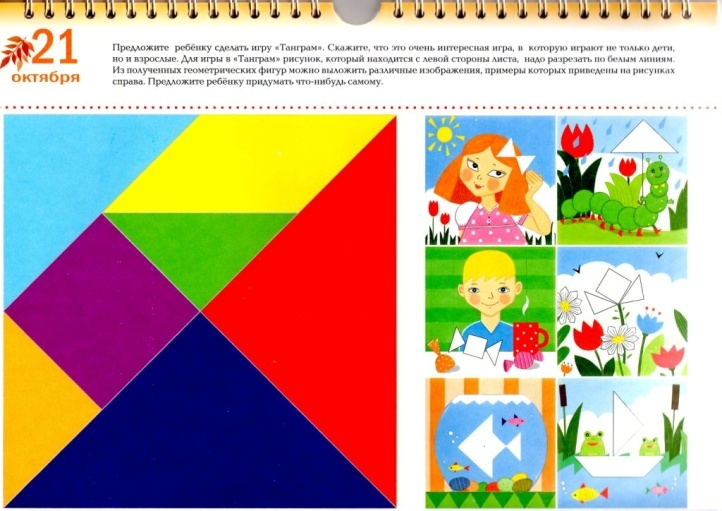 21
октября
Предложите ребёнку сделать игру «Танграм». Скажите, что это очень интересная игра, в которую играют не только дети,
но и взрослые. Для игры в «Танграм» рисунок, который находится с левой стороны листа, надо разрезать по белым линиям.
Из полученных геометрических фигур можно выложить различные изображения, примеры которых приведены на рисунках
справа. Предложите ребёнку придумать что-нибудь самому.